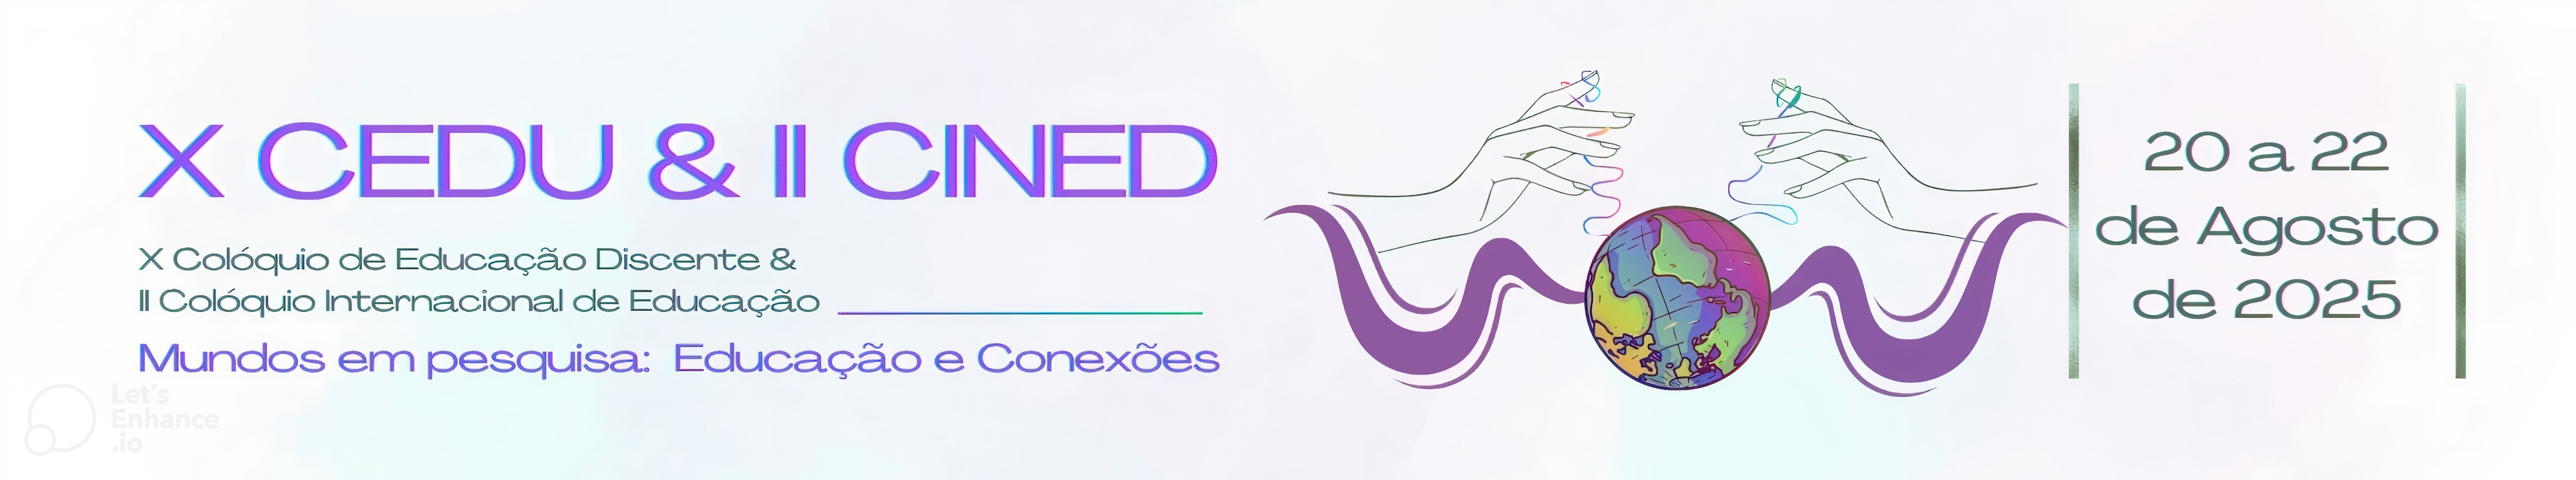 X CEDU & II CINED
X Colóquio de Educação Discente &
II Colóquio Internacional de Educação
Mundos em pesquisa: Educação e Conexões
20 a 22
de Agosto
de 2025
Let's
Enhance
.io